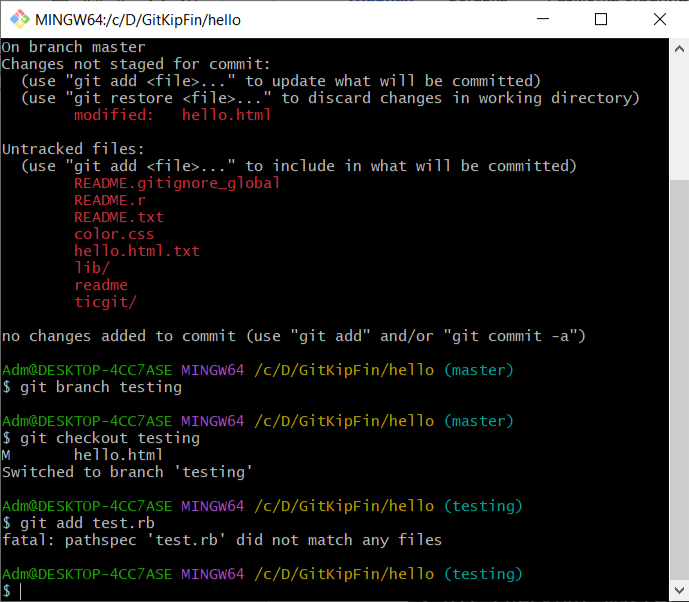 MINGW64:/c/D/GitKipFin/hello
On branch master
Changes not staged for commit:
  (use "git add <file>..." to update what will be committed)
  (use "git restore <file>..." to discard changes in working directory)
        modified:   hello.html

Untracked files:
  (use "git add <file>..." to include in what will be committed)
        README.gitignore_global
        README.r
        README.txt
        color.css
        hello.html.txt
        lib/
        readme
        ticgit/

no changes added to commit (use "git add" and/or "git commit -a")

Adm@DESKTOP-4CC7ASE MINGW64 /c/D/GitKipFin/hello (master)
$ git branch testing

Adm@DESKTOP-4CC7ASE MINGW64 /c/D/GitKipFin/hello (master)
$ git checkout testing
M       hello.html
Switched to branch 'testing'

Adm@DESKTOP-4CC7ASE MINGW64 /c/D/GitKipFin/hello (testing)
$ git add test.rb
fatal: pathspec 'test.rb' did not match any files

Adm@DESKTOP-4CC7ASE MINGW64 /c/D/GitKipFin/hello (testing)
$